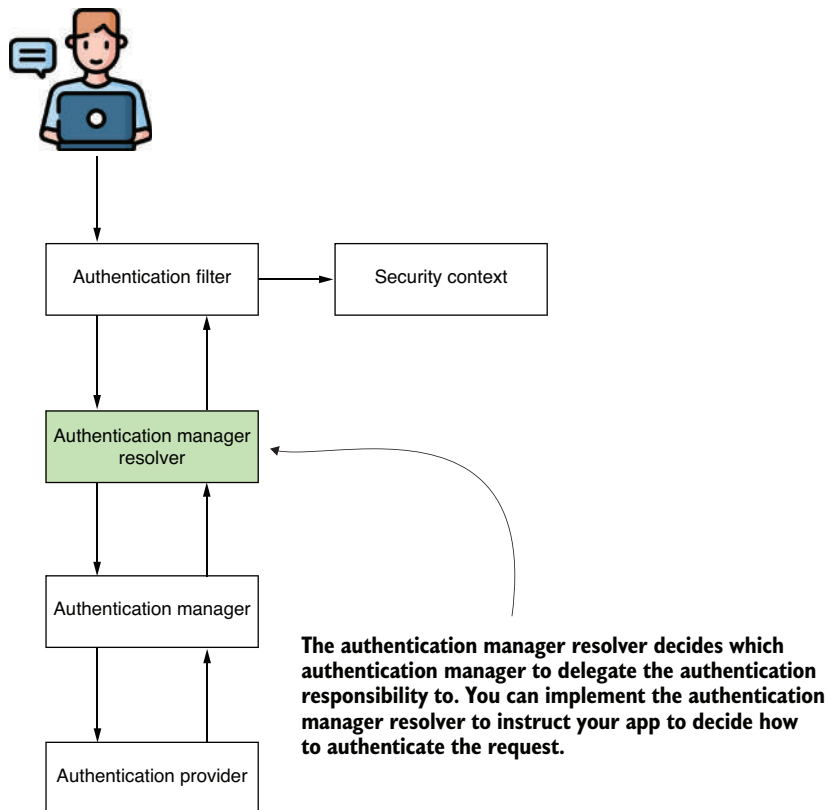 Authentication filter
Security context
Authentication manager
resolver
Authentication manager
The authentication manager resolver decides which
authentication manager to delegate the authentication
responsibility to. You can implement the authentication
manager resolver to instruct your app to decide how
to authenticate the request.
Authentication provider